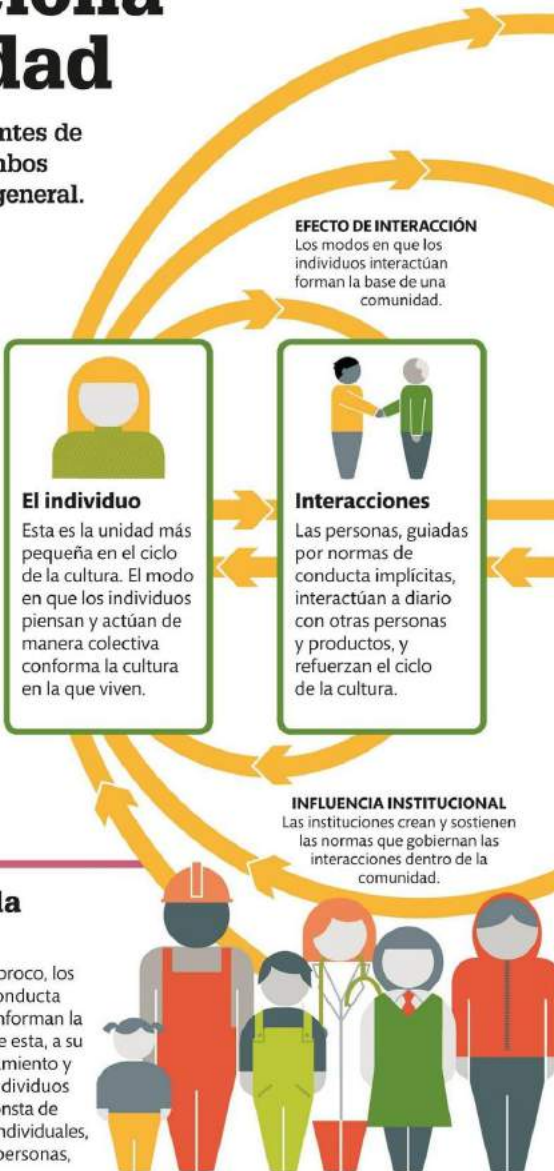 dad
general.
EFECTO DE INTERACCIÓN
Los modos en que los
individuos interactúan
forman la base de una
comunidad.
El individuo
Esta es la unidad más
pequeña en el ciclo
de la cultura. El modo
en que los individuos
piensan y actúan de
manera colectiva
conforma la cultura
en la que viven.
Interacciones
Las personas, guiadas
por normas de
conducta implícitas,
interactúan a diario
con otras personas
y productos, y
refuerzan el ciclo
de la cultura.
INFLUENCIA INSTITUCIONAL
Las instituciones crean y sostienen
las normas que gobiernan las
interacciones dentro de la
comunidad.
la
proco, los
onducta
nforman la
e esta, a su
miento y
dividuos
nsta de
ndividuales,
personas,